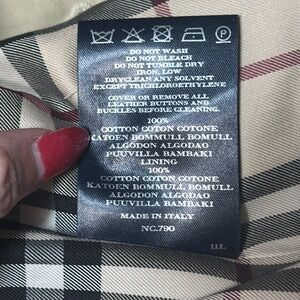 DO NOT WASH
DO NOT BLEACH
DO NOT TUMBLE DRY
IRON, LOW
DRYCLEAN ANY SOLVENT
EXCEPT TRICHLOROETHYLENE
COVER OR REMOVE ALL
LEATHER BUTTONS AND
BUCKLES BEFORE CLEANING.
100%
COTTON COTON COTONE
KATOEN BOMMULL BOMULL
ALGODON ALGODAO
PUUVILLA BAMBAKI
LINING
100%
COTTON COTON COTONE
KATOEN BOMMULL BOMULL
ALGODON ALGODAO
PUUVILLA BAMBAKI
MADE IN ITALY
NC.790